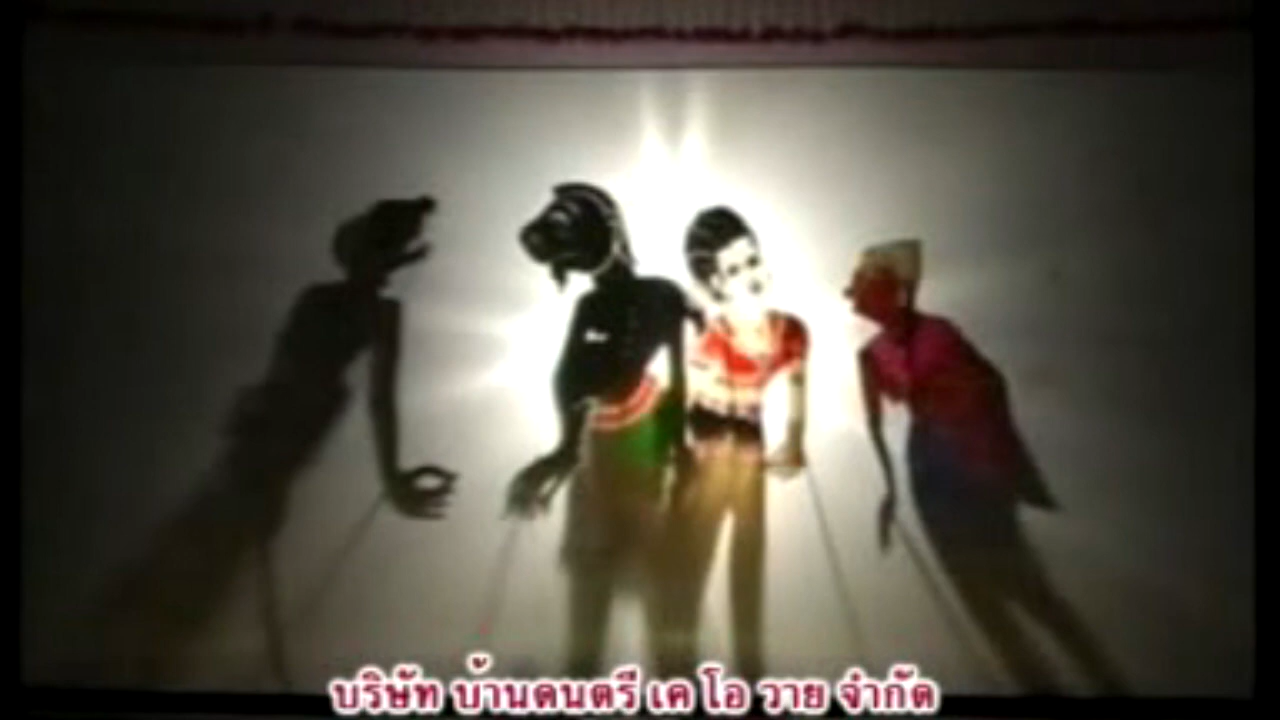 บริษัท บ้านดนตรี เค โอ วาย จำกัด